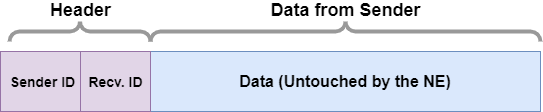 Header
Data from Sender
Sender ID
Recv. ID
Data (Untouched by the NE)